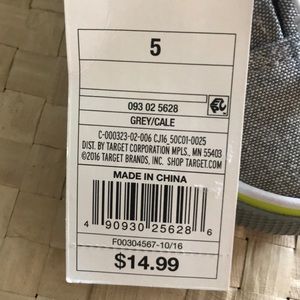 5
093 02 5628
GREY/CALE
C-000323-02-006 CJ16_50C01-0025
DIST. BY TARGET CORPORATION MPLS., MN 55403
©2016 TARGET BRANDS, INC. SHOP TARGET.COM
MADE IN CHINA
4 90930 25628 6
F00304567-10/16
$14.99